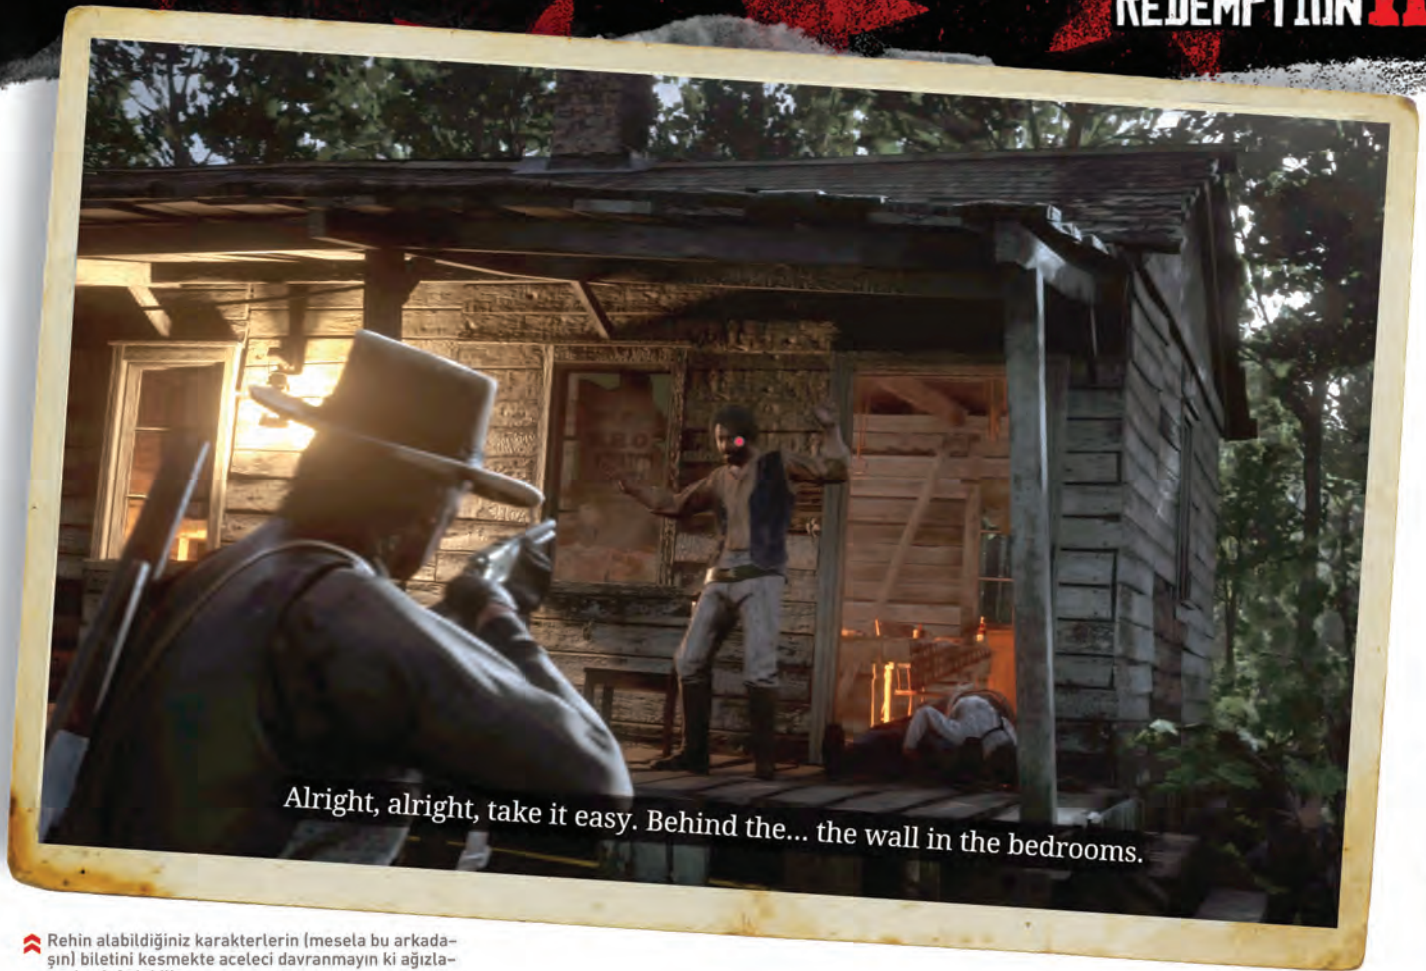 REDEMPTION II
Alright, alright, take it easy. Behind the... the wall in the bedrooms.
Rehin alabildiğiniz karakterlerin (mesela bu arkada-
şın) biletini kesmekte aceleci davranmayın ki ağızla-